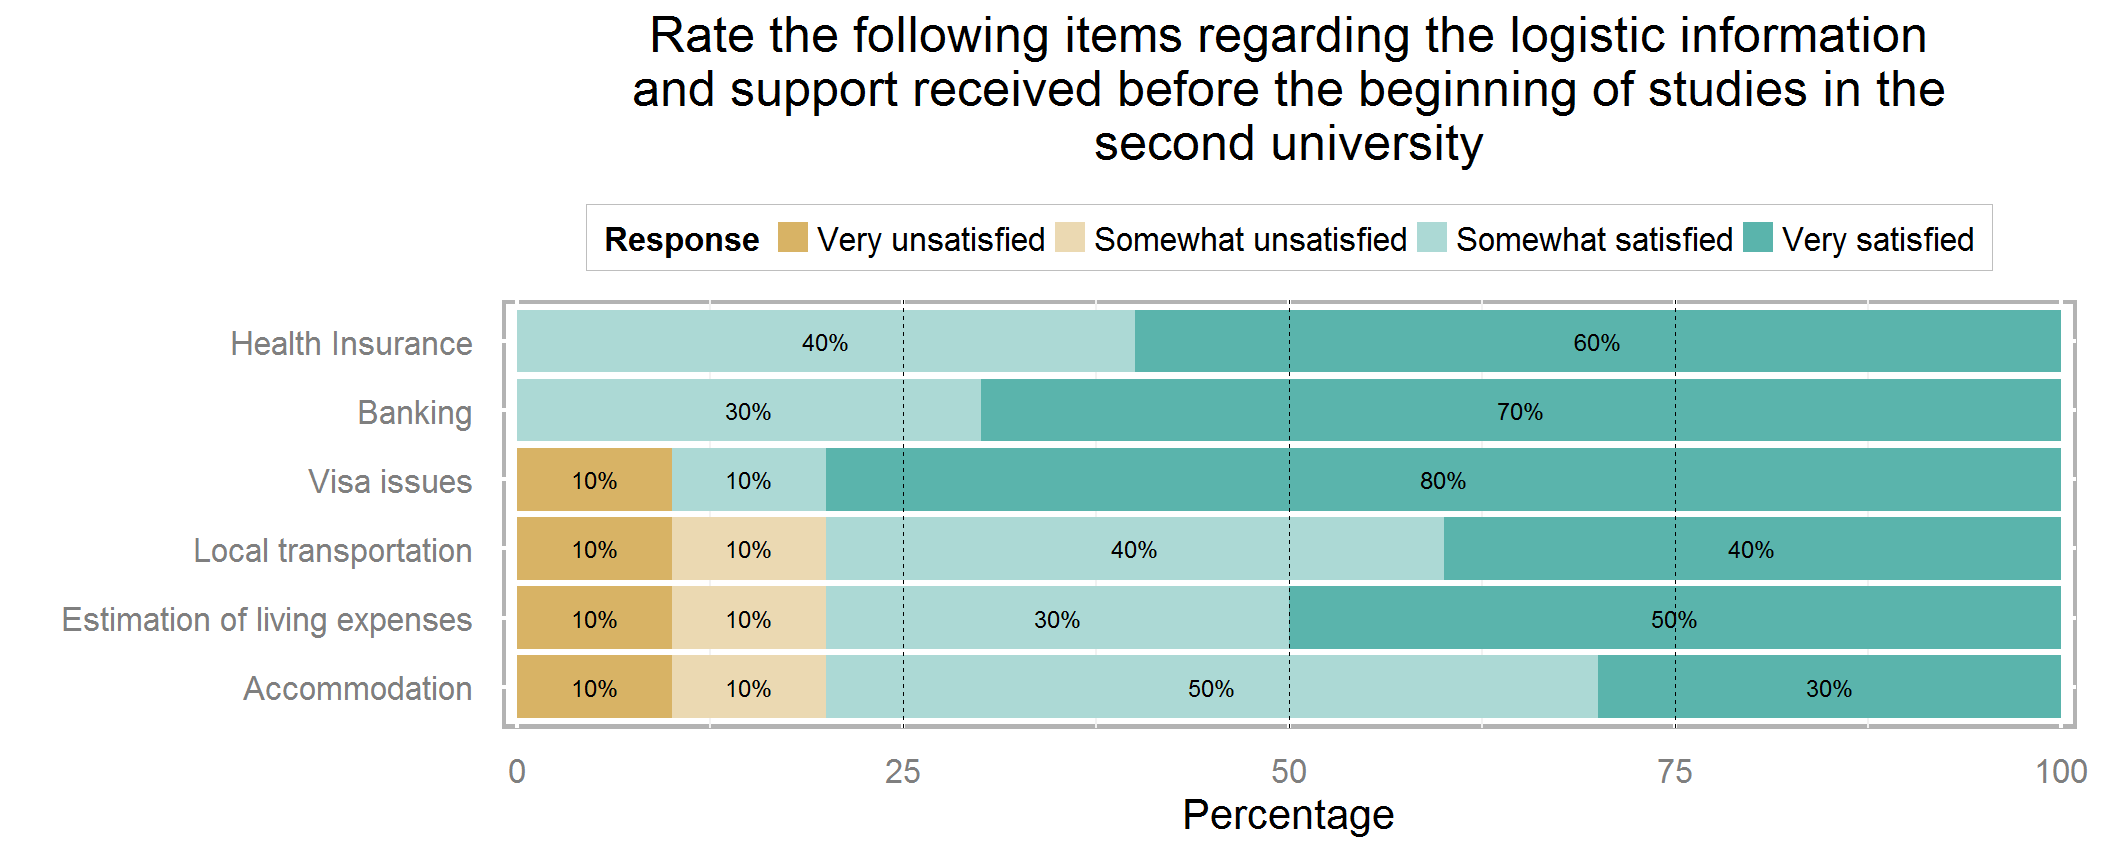 Rate the following items regarding the logistic information
and support received before the beginning of studies in the
second university
Response Very unsatisfied Somewhat unsatisfied Somewhat satisfied Very satisfied
Health Insurance 40% 60%
Banking 30% 70%
Visa issues 10% 10% 80%
Local transportation 10% 10% 40% 40%
Estimation of living expenses 10% 10% 30% 50%
Accommodation 10% 10% 50% 30%
0 25 50 75 100
Percentage